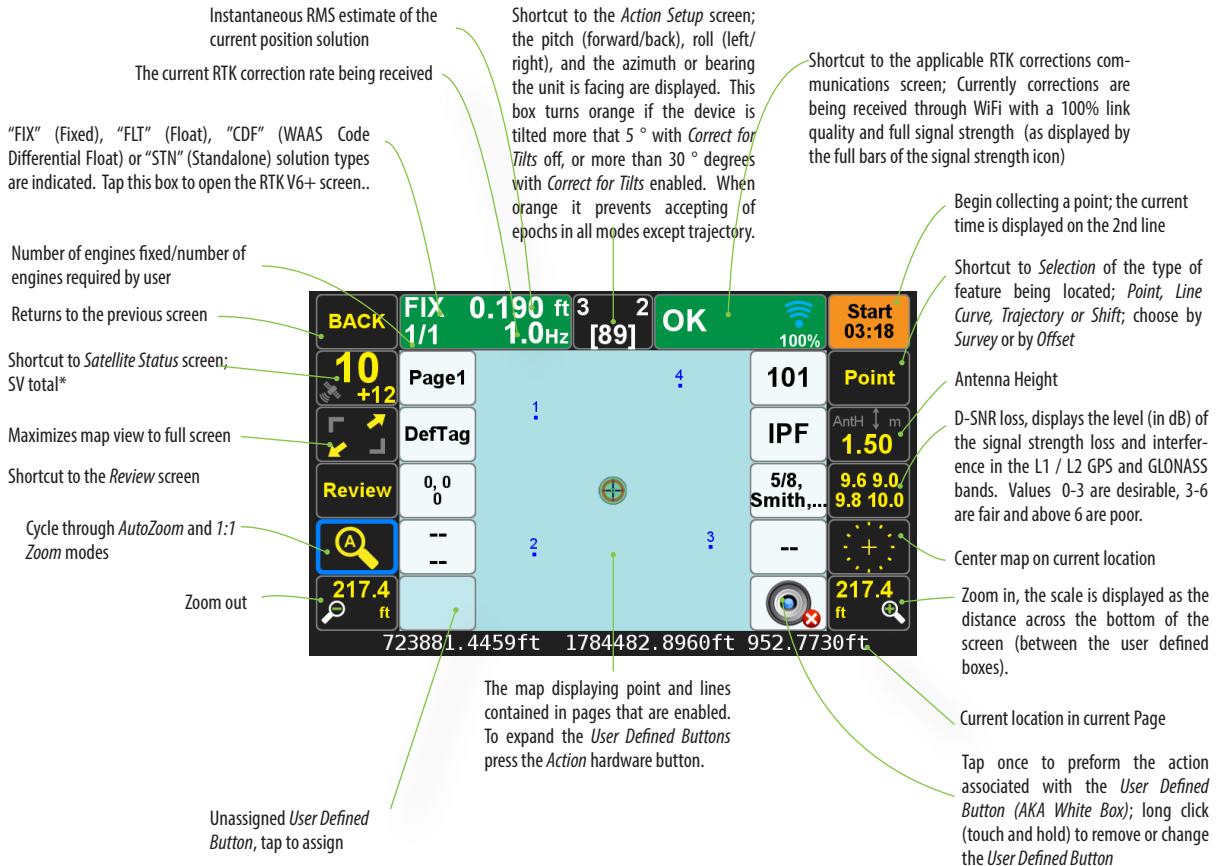 Instantaneous RMS estimate of the
current position solution
The current RTK correction rate being received
“FIX” (Fixed), “FLT” (Float), ”CDF” (WAAS Code
Differential Float) or “STN” (Standalone) solution types
are indicated. Tap this box to open the RTK V6+ screen..
Number of engines fixed/number of
engines required by user
Returns to the previous screen
Shortcut to Satellite Status screen;
SV total*
Maximizes map view to full screen
Shortcut to the Review screen
Cycle through AutoZoom and 1:1
Zoom modes
Zoom out
Shortcut to the Action Setup screen;
the pitch (forward/back), roll (left/
right), and the azimuth or bearing
the unit is facing are displayed. This
box turns orange if the device is
tilted more that 5 ° with Correct for
Tilts off, or more than 30 ° degrees
with Correct for Tilts enabled. When
orange it prevents accepting of
epochs in all modes except trajectory.
Shortcut to the applicable RTK corrections com-
munications screen; Currently corrections are
being received through WiFi with a 100% link
quality and full signal strength (as displayed by
the full bars of the signal strength icon)
Begin collecting a point; the current
time is displayed on the 2nd line
Shortcut to Selection of the type of
feature being located; Point, Line
Curve, Trajectory or Shift; choose by
Survey or by Offset
Antenna Height
D-SNR loss, displays the level (in dB) of
the signal strength loss and interfer-
ence in the L1 / L2 GPS and GLONASS
bands. Values 0-3 are desirable, 3-6
are fair and above 6 are poor.
Center map on current location
Zoom in, the scale is displayed as the
distance across the bottom of the
screen (between the user defined
boxes).
Current location in current Page
Tap once to preform the action
associated with the User Defined
Button (AKA White Box); long click
(touch and hold) to remove or change
the User Defined Button
BACK
FIX 0.190 ft
1/1 1.0Hz
3 2
[89]
OK
100%
Start
03:18
10
+12
Page1
1
4
101
Point
DefTag
IPF
AntH m
1.50
Review
0, 0
0
5/8,
Smith,...
9.6 9.0
9.8 10.0
A
--
--
2
3
--
217.4
ft
217.4
ft
723881.4459ft 1784482.8960ft 952.7730ft
The map displaying point and lines
contained in pages that are enabled.
To expand the User Defined Buttons
press the Action hardware button.
Unassigned User Defined
Button, tap to assign